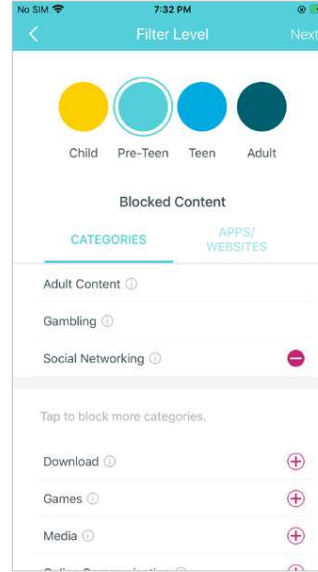 No SIM 7:32 PM
Filter Level Next
Child Pre-Teen Teen Adult
Blocked Content
CATEGORIES
APPS/
WEBSITES
Adult Content
Gambling
Social Networking
Tap to block more categories.
Download
Games
Media